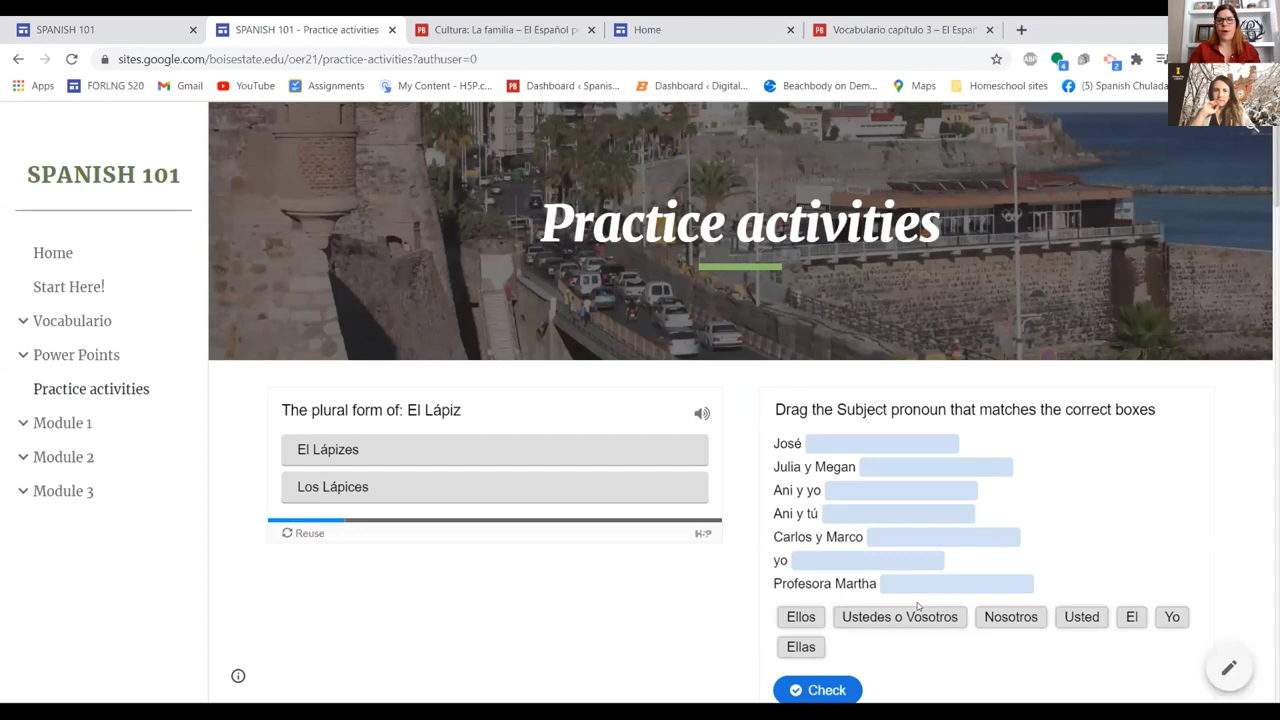 SPANISH 101
SPANISH 101 - Practice activities
Cultura: La familia – El Español p
Home
Vocabulario capítulo 3 – El Espań
sites.google.com/boisestate.edu/oer21/practice-activities?authuser=0
Apps
FORLNG 520
Gmail
YouTube
Assignments
My Content - H5P.c...
Dashboard ‹ Spanis...
Dashboard ‹ Digital...
Beachbody on Dem...
Maps
Homeschool sites
(5) Spanish Chulada
SPANISH 101
Home
Start Here!
Vocabulario
Power Points
Practice activities
Module 1
Module 2
Module 3
Practice activities
The plural form of: El Lápiz
El Lápizes
Los Lápices
Reuse
H-P
Drag the Subject pronoun that matches the correct boxes
José
Julia y Megan
Ani y yo
Ani y tú
Carlos y Marco
yo
Profesora Martha
Ellos
Ustedes o Vosotros
Nosotros
Usted
El
Yo
Ellas
Check